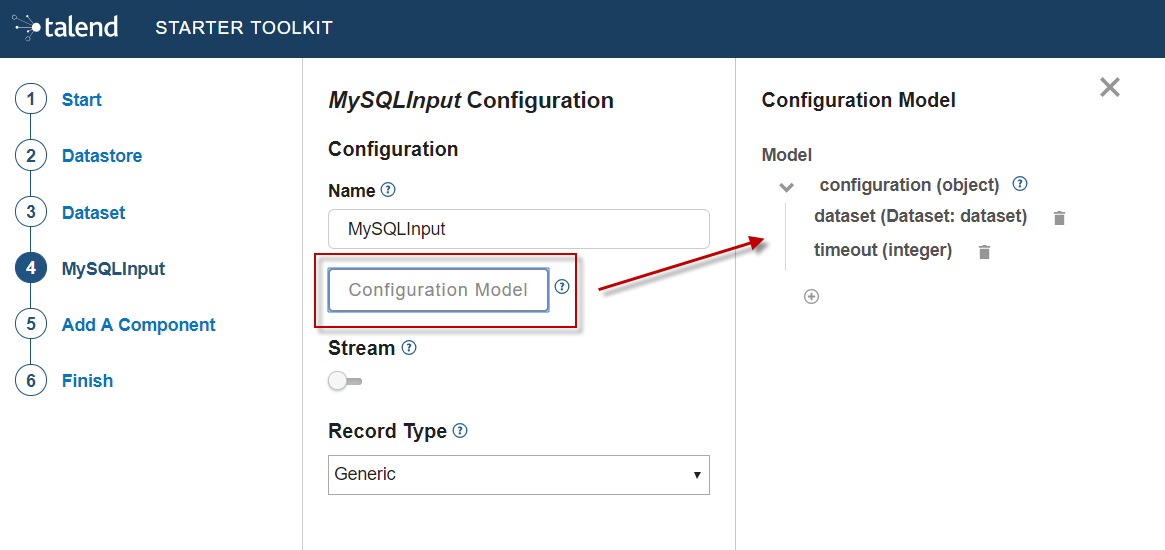 talend STARTER TOOLKIT
1 Start
2 Datastore
3 Dataset
4 MySQLInput
5 Add A Component
6 Finish
MySQLInput Configuration
Configuration
Name ?
MySQLInput
Configuration Model ?
Stream ?
Record Type ?
Generic
Configuration Model
Model
configuration (object) ?
dataset (Dataset: dataset)
timeout (integer)